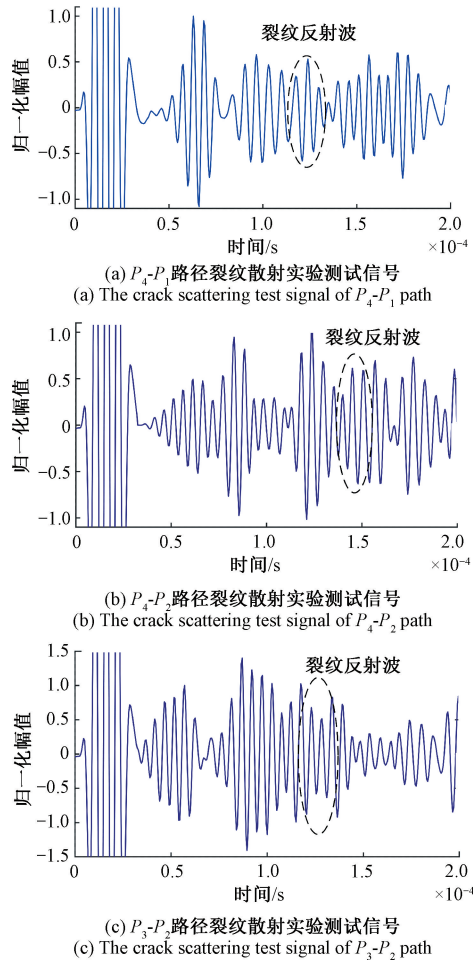 裂纹反射波
1.0
0.5
0
−0.5
−1.0
归一化幅值
0 0.5 1.0 1.5 2.0
时间/s
×10⁻⁴
(a) P₄-P₁路径裂纹散射实验测试信号
(a) The crack scattering test signal of P₄-P₁ path
裂纹反射波
1.0
0.5
0
−0.5
−1.0
归一化幅值
0 0.5 1.0 1.5 2.0
时间/s
×10⁻⁴
(b) P₄-P₂路径裂纹散射实验测试信号
(b) The crack scattering test signal of P₄-P₂ path
裂纹反射波
1.5
1.0
0.5
0
−0.5
−1.0
−1.5
归一化幅值
0 0.5 1.0 1.5 2.0
时间/s
×10⁻⁴
(c) P₃-P₂路径裂纹散射实验测试信号
(c) The crack scattering test signal of P₃-P₂ path